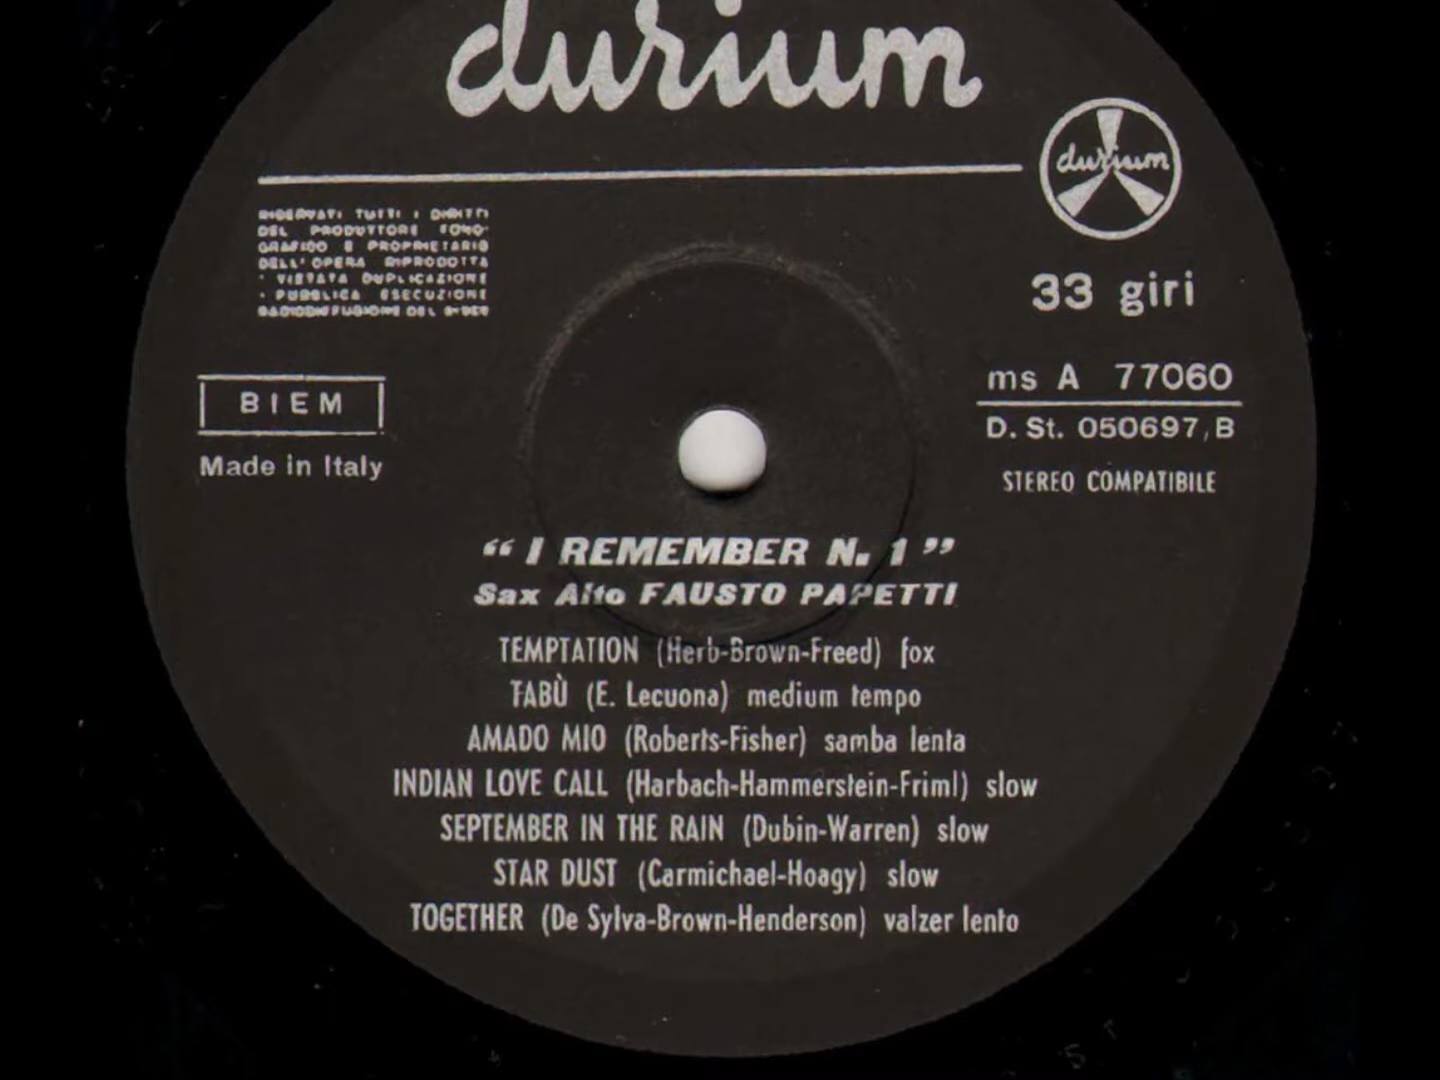 durium
durium
RISERVATI TUTTI I DIRITTI
DEL PRODUTTORE FONO-
GRAFICO E PROPRIETARIO
DELL'OPERA RIPRODOTTA
• VIETATA DUPLICAZIONE
• PUBBLICA ESECUZIONE
RADIODIFFUSIONE DEL
33 giri
ms A 77060
D. St. 050697, B
STEREO COMPATIBILE
BIEM
Made in Italy
“ I REMEMBER N. 1 ”
Sax Alto FAUSTO PAPETTI
TEMPTATION (Herb-Brown-Freed) fox
TABÙ (E. Lecuona) medium tempo
AMADO MIO (Roberts-Fisher) samba lenta
INDIAN LOVE CALL (Harbach-Hammerstein-Friml) slow
SEPTEMBER IN THE RAIN (Dubin-Warren) slow
STAR DUST (Carmichael-Hoagy) slow
TOGETHER (De Sylva-Brown-Henderson) valzer lento